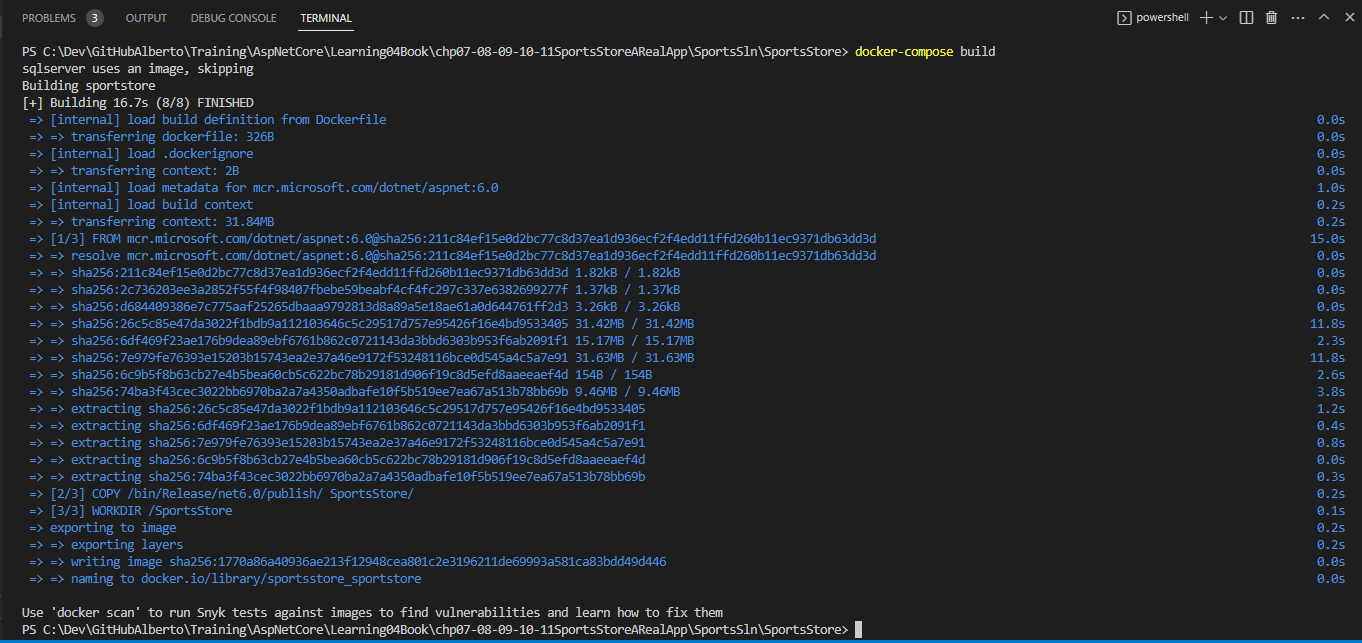 PROBLEMS 3 OUTPUT DEBUG CONSOLE TERMINAL powershell
PS C:\Dev\GitHubAlberto\Training\AspNetCore\Learning04Book\chp07-08-09-10-11SportsStoreARealApp\SportsSln\SportsStore> docker-compose build
sqlserver uses an image, skipping
Building sportstore
[+] Building 16.7s (8/8) FINISHED
=> [internal] load build definition from Dockerfile 0.0s
=> => transferring dockerfile: 326B 0.0s
=> [internal] load .dockerignore 0.0s
=> => transferring context: 2B 0.0s
=> [internal] load metadata for mcr.microsoft.com/dotnet/aspnet:6.0 1.0s
=> [internal] load build context 0.2s
=> => transferring context: 31.84MB 0.2s
=> [1/3] FROM mcr.microsoft.com/dotnet/aspnet:6.0@sha256:211c84ef15e0d2bc77c8d37ea1d936ecf2f4edd11ffd260b11ec9371db63dd3d 15.0s
=> => resolve mcr.microsoft.com/dotnet/aspnet:6.0@sha256:211c84ef15e0d2bc77c8d37ea1d936ecf2f4edd11ffd260b11ec9371db63dd3d 0.0s
=> => sha256:211c84ef15e0d2bc77c8d37ea1d936ecf2f4edd11ffd260b11ec9371db63dd3d 1.82kB / 1.82kB 0.0s
=> => sha256:2c736203ee3a2852f55f4f98407fbebe59beabf4cf4fc297c337e6382699277f 1.37kB / 1.37kB 0.0s
=> => sha256:d684409386e7c775aaf25265dbaaa9792813d8a89a5e18ae61a0d644761ff2d3 3.26kB / 3.26kB 0.0s
=> => sha256:26c5c85e47da3022f1bdb9a112103646c5c29517d757e95426f16e4bd9533405 31.42MB / 31.42MB 11.8s
=> => sha256:6df469f23ae176b9dea89ebf6761b862c0721143da3bbd6303b953f6ab2091f1 15.17MB / 15.17MB 2.3s
=> => sha256:7e979fe76393e15203b15743ea2e37a46e9172f53248116bce0d545a4c5a7e91 31.63MB / 31.63MB 11.8s
=> => sha256:6c9b5f8b63cb27e4b5bea60cb5c622bc78b29181d906f19c8d5efd8aaeeaef4d 154B / 154B 2.6s
=> => sha256:74ba3f43cec3022bb6970ba2a7a4350adbafe10f5b519ee7ea67a513b78bb69b 9.46MB / 9.46MB 3.8s
=> => extracting sha256:26c5c85e47da3022f1bdb9a112103646c5c29517d757e95426f16e4bd9533405 1.2s
=> => extracting sha256:6df469f23ae176b9dea89ebf6761b862c0721143da3bbd6303b953f6ab2091f1 0.4s
=> => extracting sha256:7e979fe76393e15203b15743ea2e37a46e9172f53248116bce0d545a4c5a7e91 0.8s
=> => extracting sha256:6c9b5f8b63cb27e4b5bea60cb5c622bc78b29181d906f19c8d5efd8aaeeaef4d 0.0s
=> => extracting sha256:74ba3f43cec3022bb6970ba2a7a4350adbafe10f5b519ee7ea67a513b78bb69b 0.3s
=> [2/3] COPY /bin/Release/net6.0/publish/ SportsStore/ 0.2s
=> [3/3] WORKDIR /SportsStore 0.1s
=> exporting to image 0.2s
=> => exporting layers 0.2s
=> => writing image sha256:1770a86a40936ae213f12948cea801c2e3196211de69993a581ca83bdd49d446 0.0s
=> => naming to docker.io/library/sportsstore_sportstore 0.0s
Use 'docker scan' to run Snyk tests against images to find vulnerabilities and learn how to fix them
PS C:\Dev\GitHubAlberto\Training\AspNetCore\Learning04Book\chp07-08-09-10-11SportsStoreARealApp\SportsSln\SportsStore>